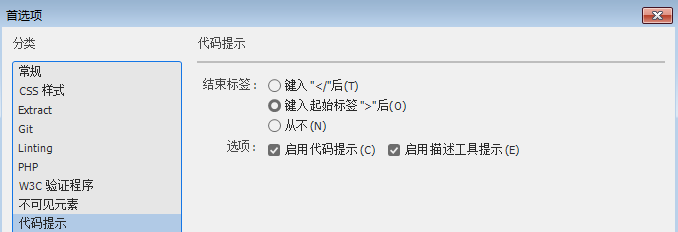 首选项
分类
代码提示
常规
CSS 样式
Extract
Git
Linting
PHP
W3C 验证程序
不可见元素
代码提示
结束标签: 键入"</"后(T)
键入起始标签">"后(O)
从不(N)
选项: 启用代码提示(C) 启用描述工具提示(E)